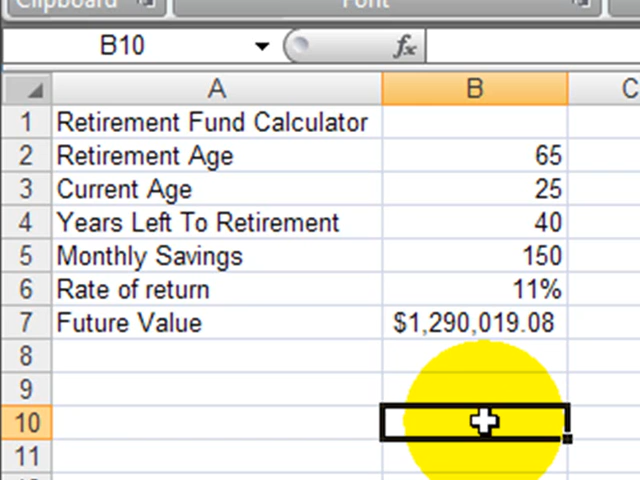 Clipboard Font
B10 fx
A B C
1 Retirement Fund Calculator
2 Retirement Age 65
3 Current Age 25
4 Years Left To Retirement 40
5 Monthly Savings 150
6 Rate of return 11%
7 Future Value $1,290,019.08
8
9
10
11